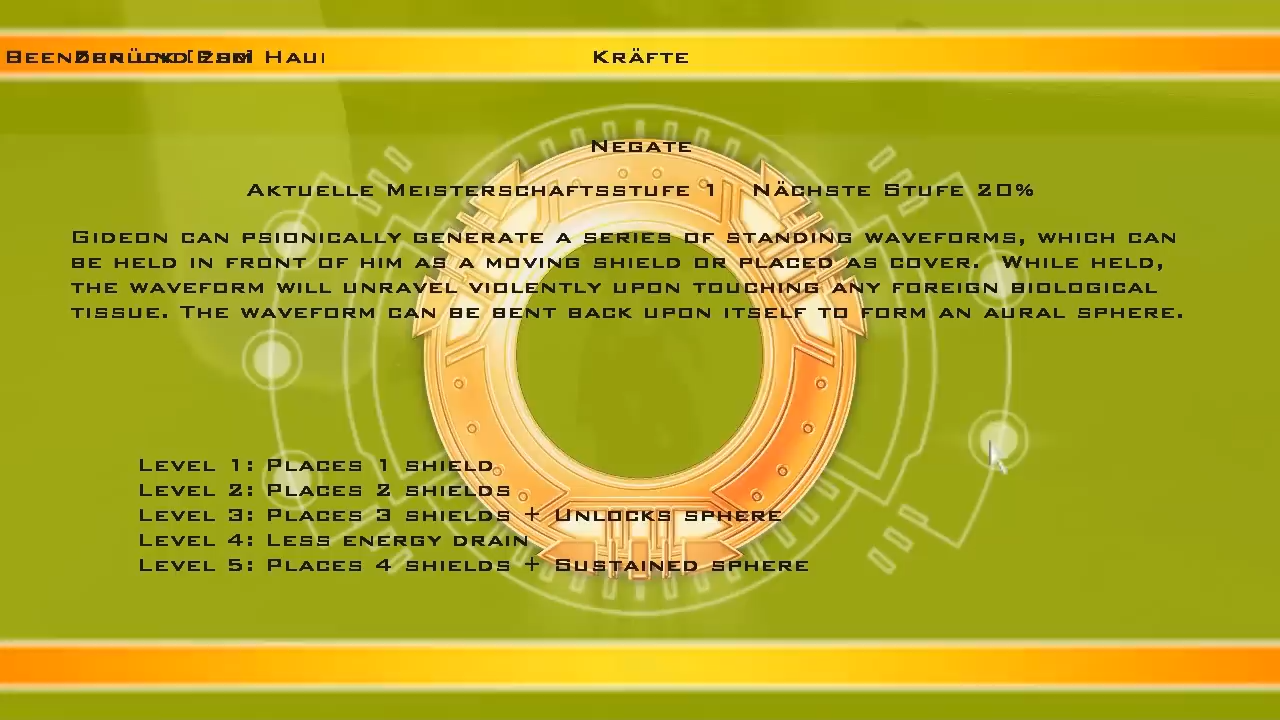 Kräfte
Negate
Aktuelle Meisterschaftsstufe 1 Nächste Stufe 20%
Gideon can psionically generate a series of standing waveforms, which can
be held in front of him as a moving shield or placed as cover. While held,
the waveform will unravel violently upon touching any foreign biological
tissue. The waveform can be bent back upon itself to form an aural sphere.
Level 1: Places 1 shield
Level 2: Places 2 shields
Level 3: Places 3 shields + Unlocks sphere
Level 4: Less energy drain
Level 5: Places 4 shields + Sustained sphere